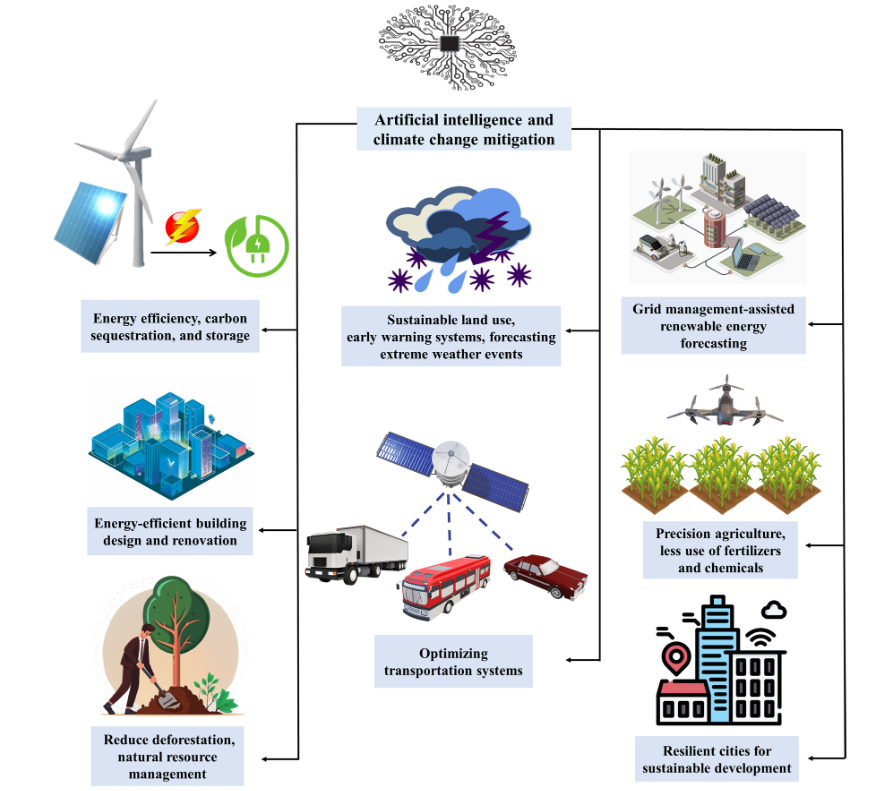 Artificial intelligence and
climate change mitigation
Energy efficiency, carbon
sequestration, and storage
Sustainable land use,
early warning systems, forecasting
extreme weather events
Grid management-assisted
renewable energy
forecasting
Energy-efficient building
design and renovation
Precision agriculture,
less use of fertilizers
and chemicals
Optimizing
transportation systems
Reduce deforestation,
natural resource
management
Resilient cities for
sustainable development